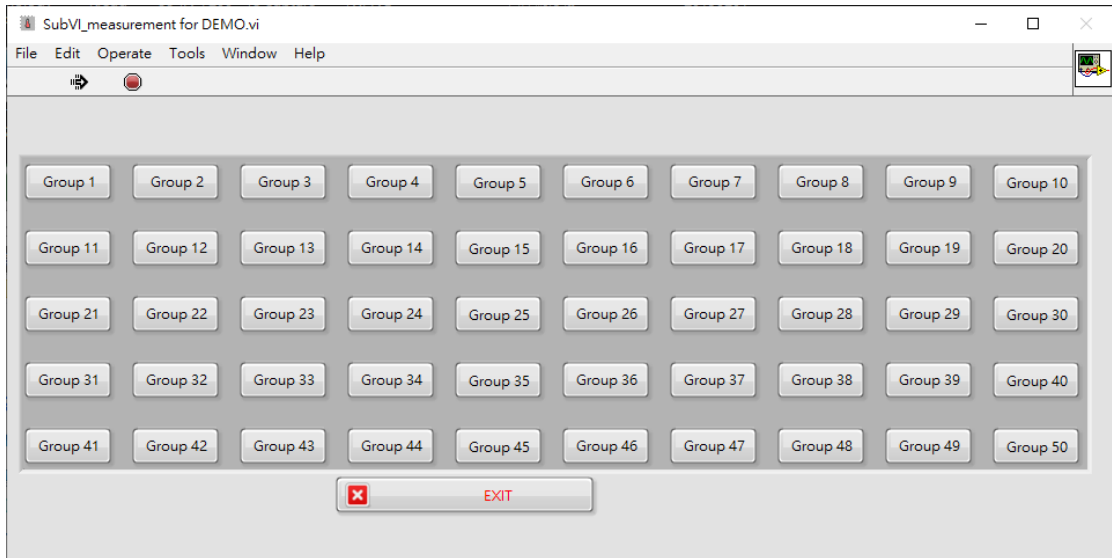 SubVI_measurement for DEMO.vi
File Edit Operate Tools Window Help
Group 1 Group 2 Group 3 Group 4 Group 5 Group 6 Group 7 Group 8 Group 9 Group 10
Group 11 Group 12 Group 13 Group 14 Group 15 Group 16 Group 17 Group 18 Group 19 Group 20
Group 21 Group 22 Group 23 Group 24 Group 25 Group 26 Group 27 Group 28 Group 29 Group 30
Group 31 Group 32 Group 33 Group 34 Group 35 Group 36 Group 37 Group 38 Group 39 Group 40
Group 41 Group 42 Group 43 Group 44 Group 45 Group 46 Group 47 Group 48 Group 49 Group 50
EXIT